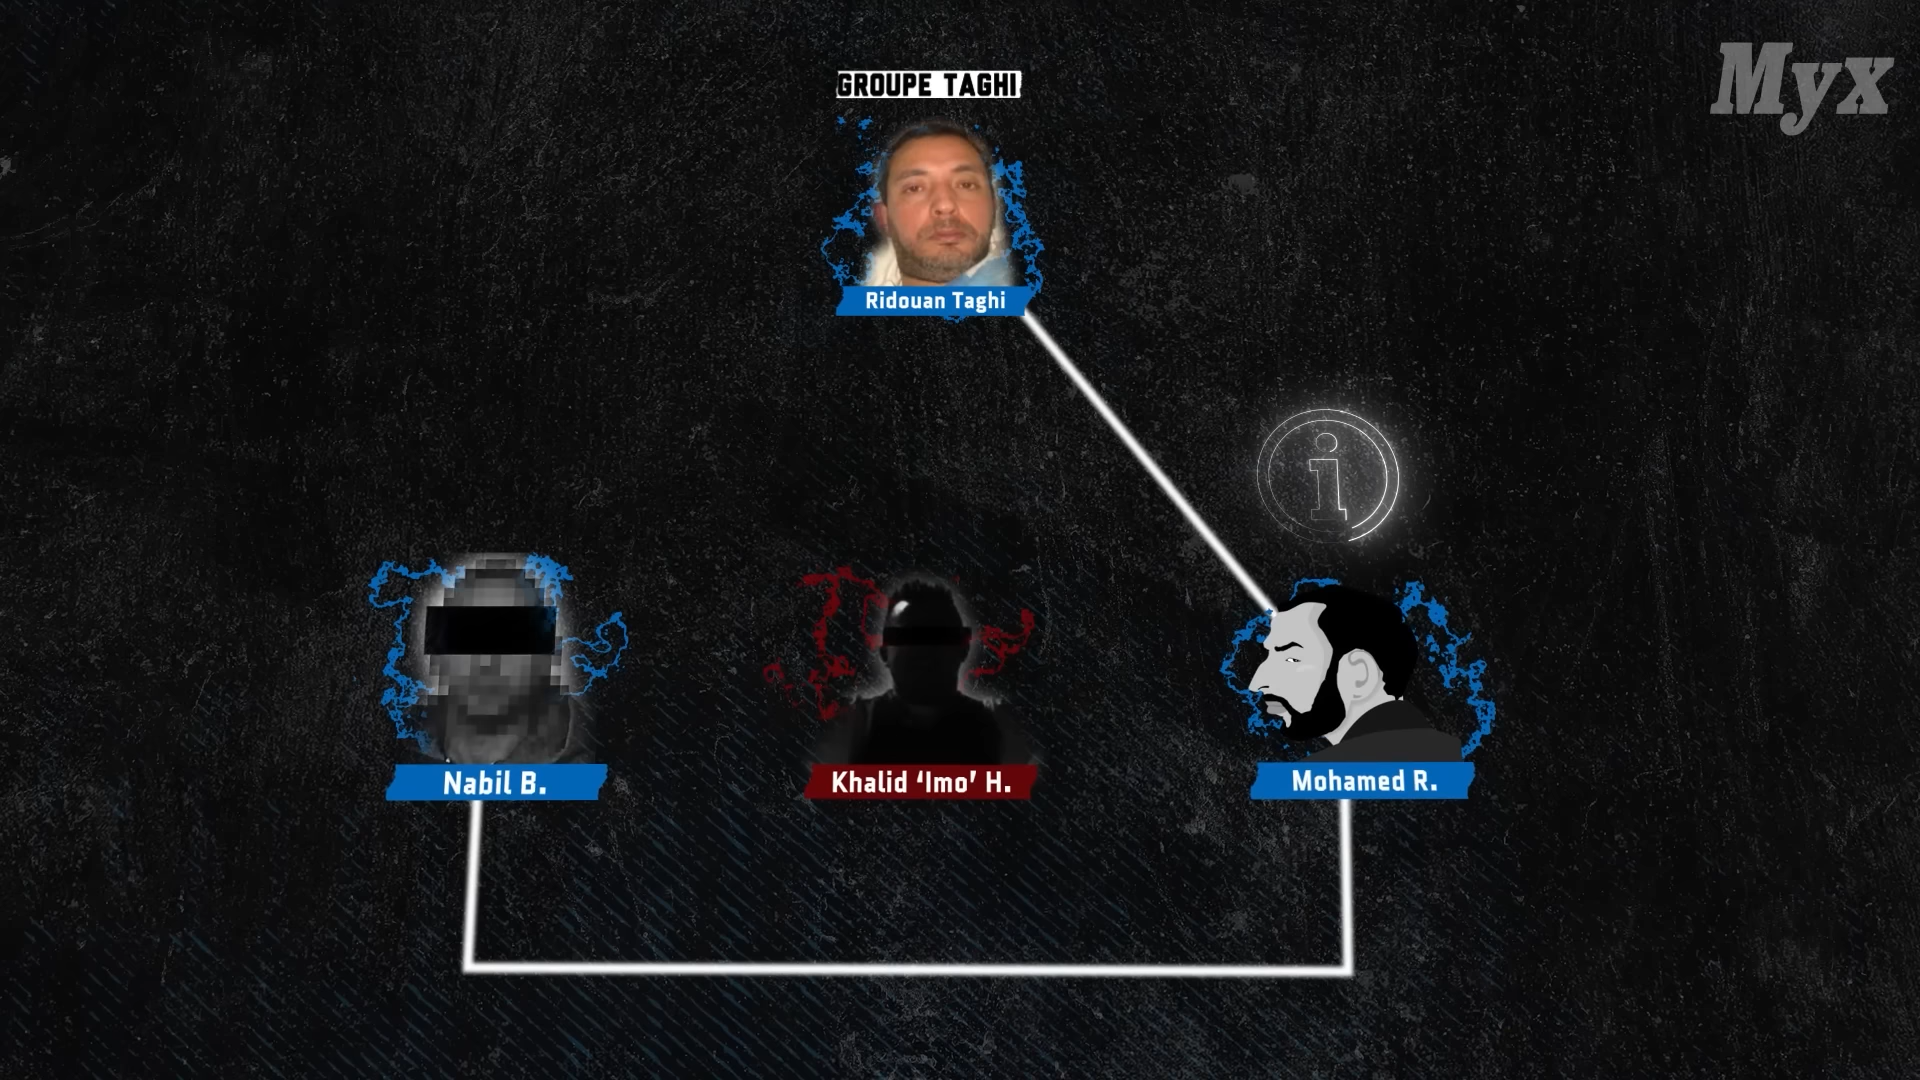 GROUPE TAGHI
Myx
Ridouan Taghi
Nabil B.
Khalid ‘Imo’ H.
Mohamed R.